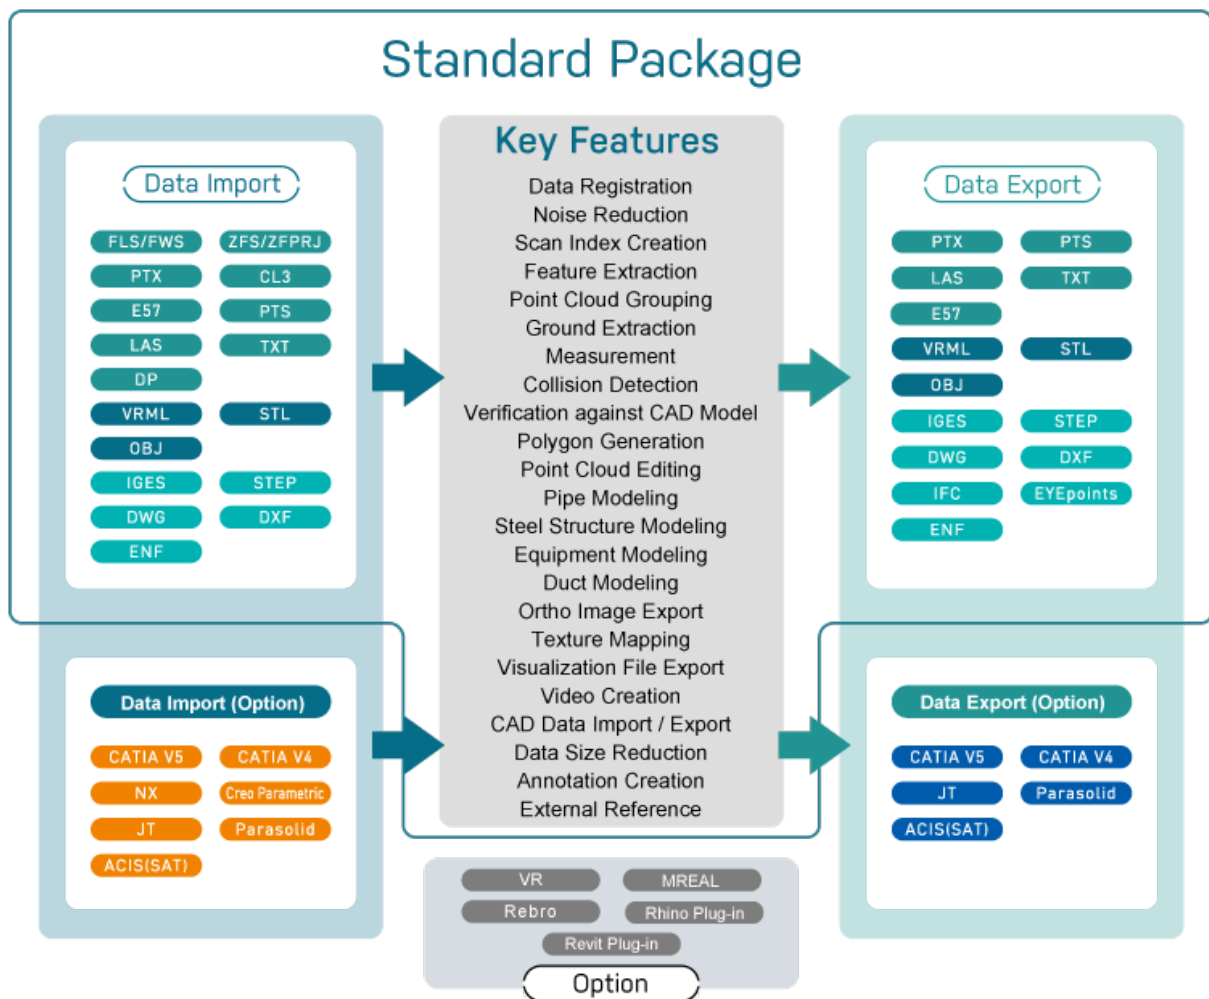 Standard Package
Data Import
FLS/FWS ZFS/ZFPRJ
PTX CL3
E57 PTS
LAS TXT
DP
VRML STL
OBJ
IGES STEP
DWG DXF
ENF
Key Features
Data Registration
Noise Reduction
Scan Index Creation
Feature Extraction
Point Cloud Grouping
Ground Extraction
Measurement
Collision Detection
Verification against CAD Model
Polygon Generation
Point Cloud Editing
Pipe Modeling
Steel Structure Modeling
Equipment Modeling
Duct Modeling
Ortho Image Export
Texture Mapping
Visualization File Export
Video Creation
CAD Data Import / Export
Data Size Reduction
Annotation Creation
External Reference
Data Export
PTX PTS
LAS TXT
E57
VRML STL
OBJ
IGES STEP
DWG DXF
IFC EYEpoints
ENF
Data Import (Option)
CATIA V5 CATIA V4
NX Creo Parametric
JT Parasolid
ACIS(SAT)
Data Export (Option)
CATIA V5 CATIA V4
JT Parasolid
ACIS(SAT)
VR MREAL
Rebro Rhino Plug-in
Revit Plug-in
Option